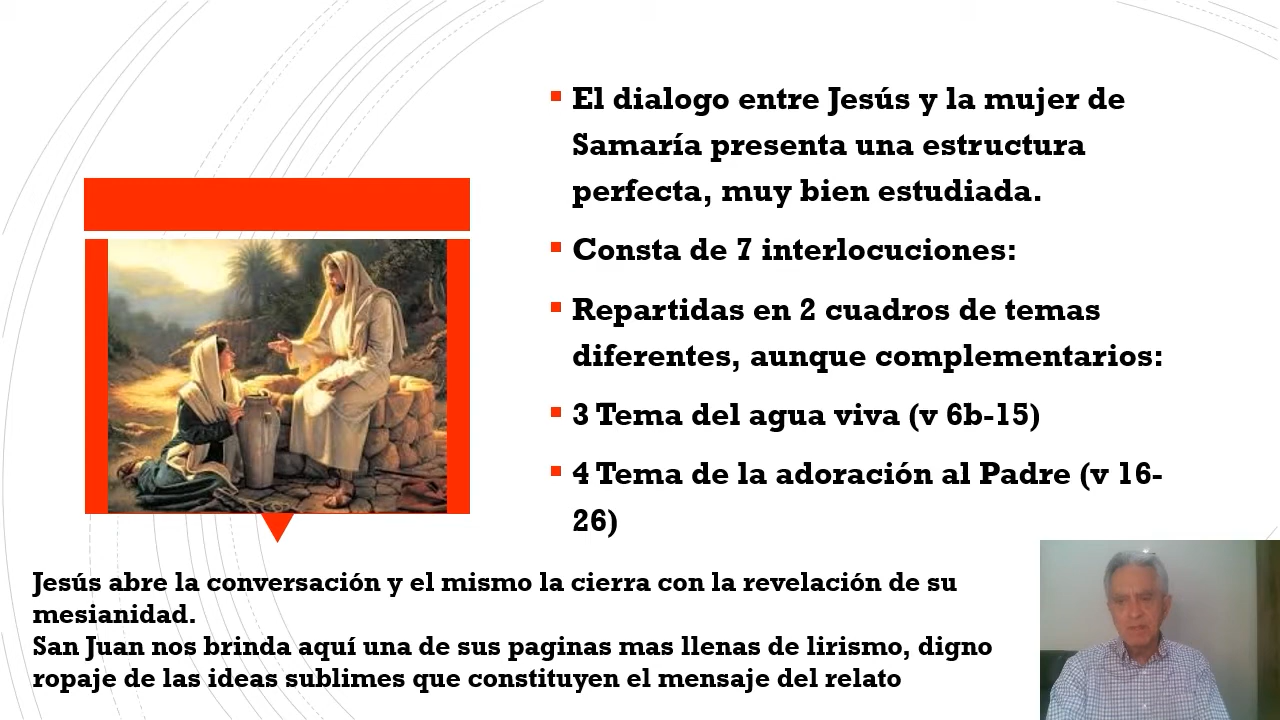 El dialogo entre Jesús y la mujer de
Samaría presenta una estructura
perfecta, muy bien estudiada.
Consta de 7 interlocuciones:
Repartidas en 2 cuadros de temas
diferentes, aunque complementarios:
3 Tema del agua viva (v 6b-15)
4 Tema de la adoración al Padre (v 16-
26)
Jesús abre la conversación y el mismo la cierra con la revelación de su
mesianidad.
San Juan nos brinda aquí una de sus paginas mas llenas de lirismo, digno
ropaje de las ideas sublimes que constituyen el mensaje del relato